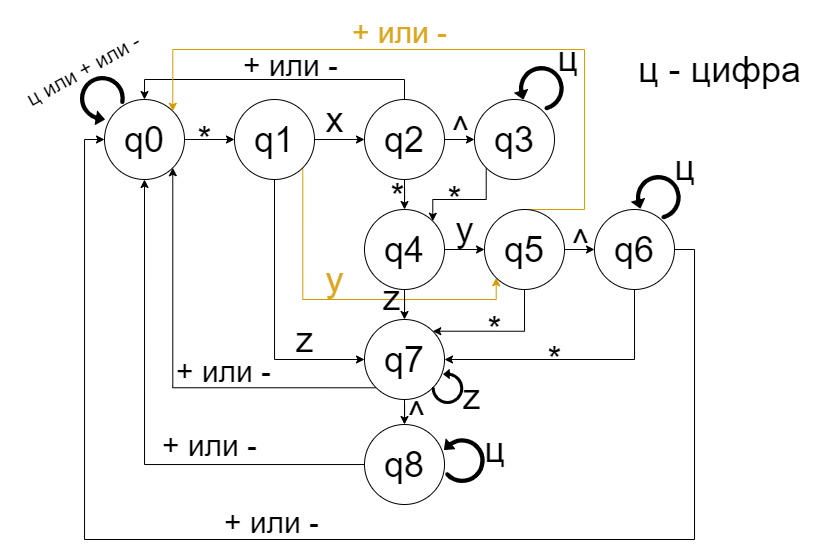 + или -
ц или + или -
+ или -
ц
ц - цифра
q0
*
q1
x
q2
^
q3
*
*
ц
q4
y
q5
^
q6
y
z
*
z
q7
*
+ или -
z
^
+ или -
q8
ц
+ или -